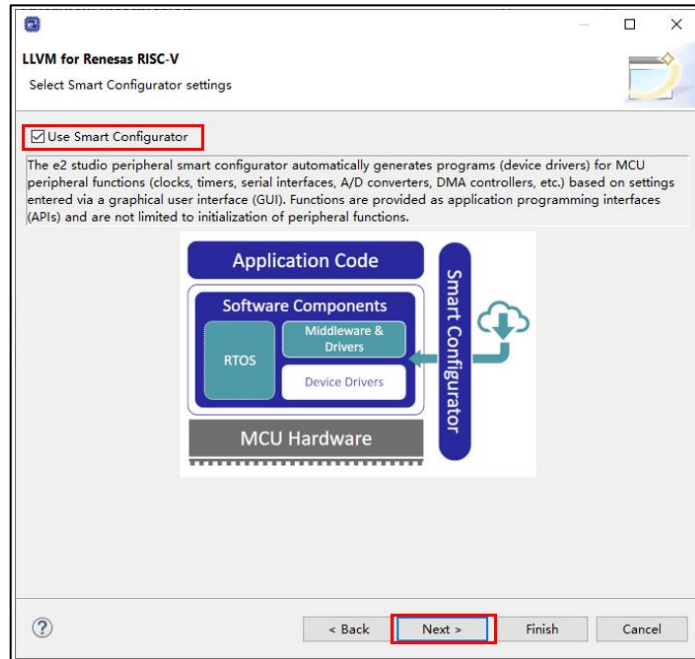 LLVM for Renesas RISC-V
Select Smart Configurator settings
Use Smart Configurator
The e2 studio peripheral smart configurator automatically generates programs (device drivers) for MCU
peripheral functions (clocks, timers, serial interfaces, A/D converters, DMA controllers, etc.) based on settings
entered via a graphical user interface (GUI). Functions are provided as application programming interfaces
(APIs) and are not limited to initialization of peripheral functions.
Application Code
Software Components
RTOS
Middleware &
Drivers
Device Drivers
MCU Hardware
Smart Configurator
< Back
Next >
Finish
Cancel